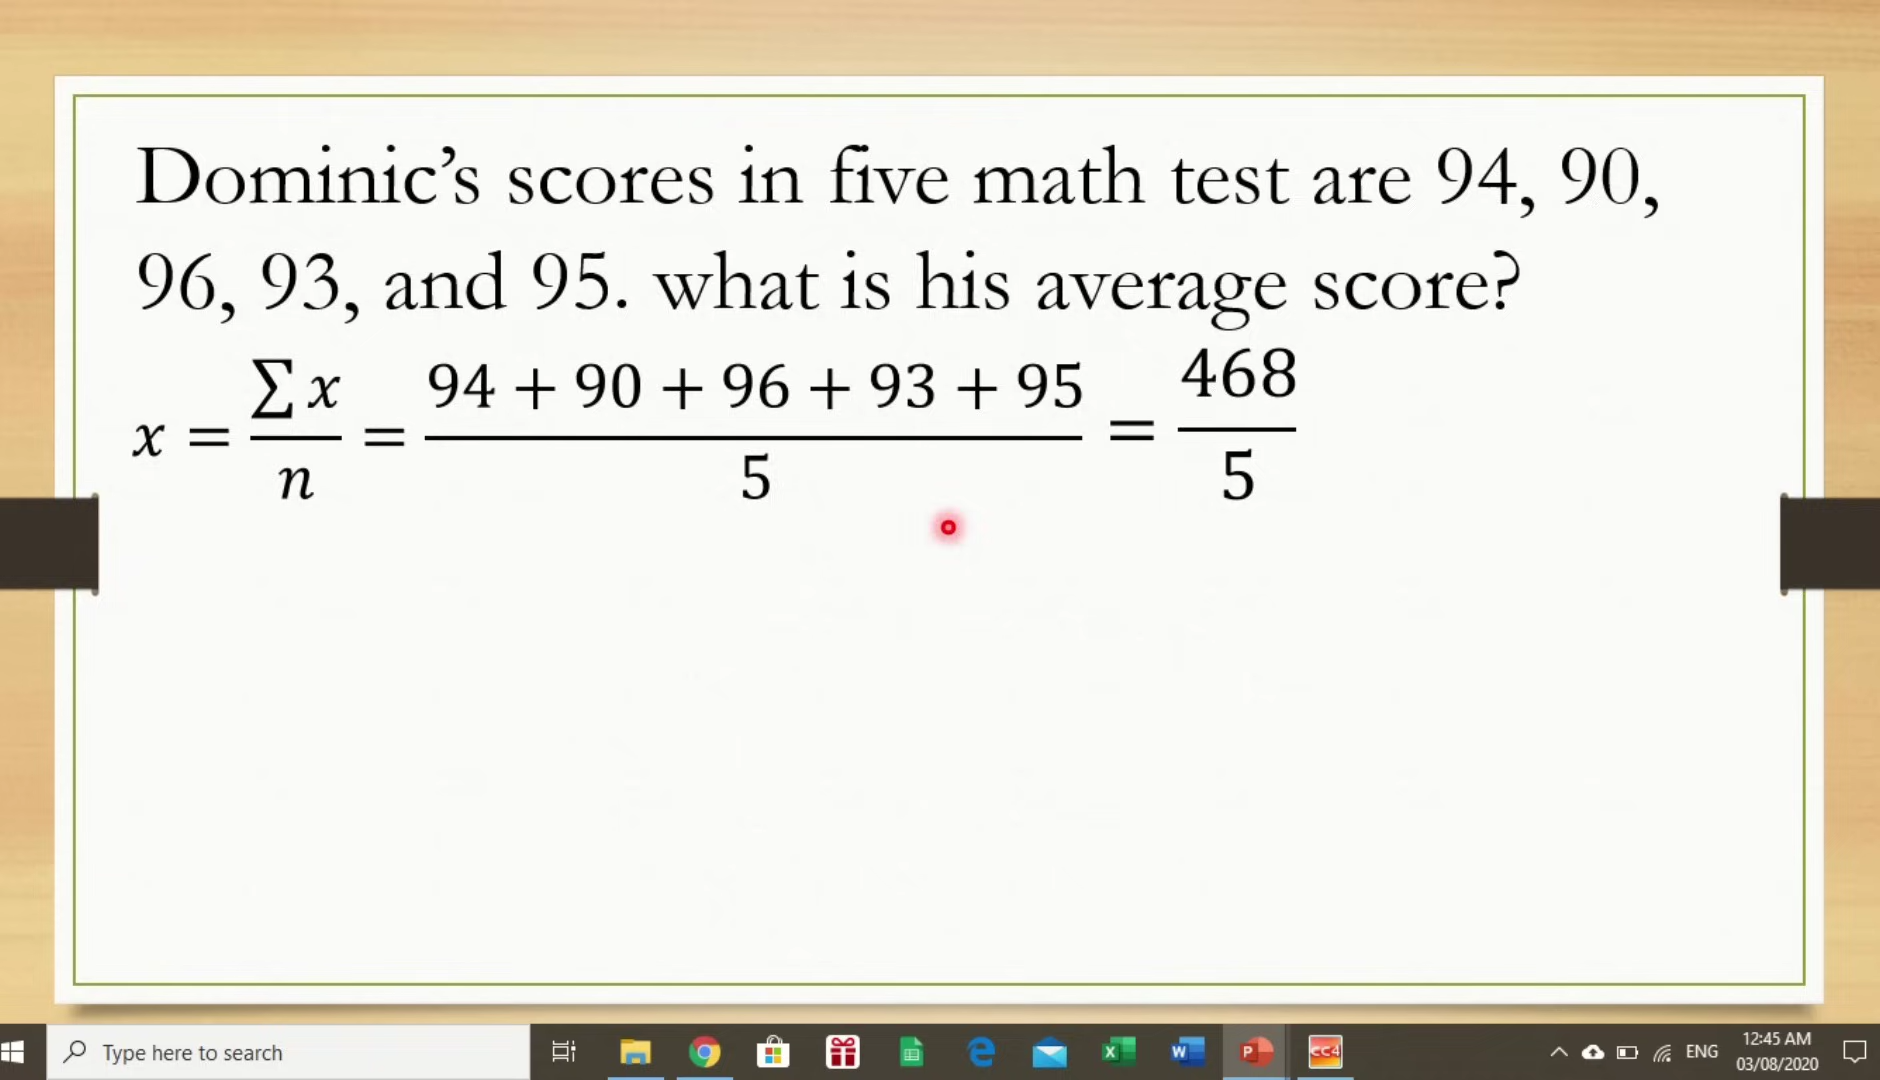 Dominic’s scores in five math test are 94, 90,
96, 93, and 95. what is his average score?
x = ∑x/n = (94 + 90 + 96 + 93 + 95)/5 = 468/5
Type here to search
ENG
12:45 AM
03/08/2020